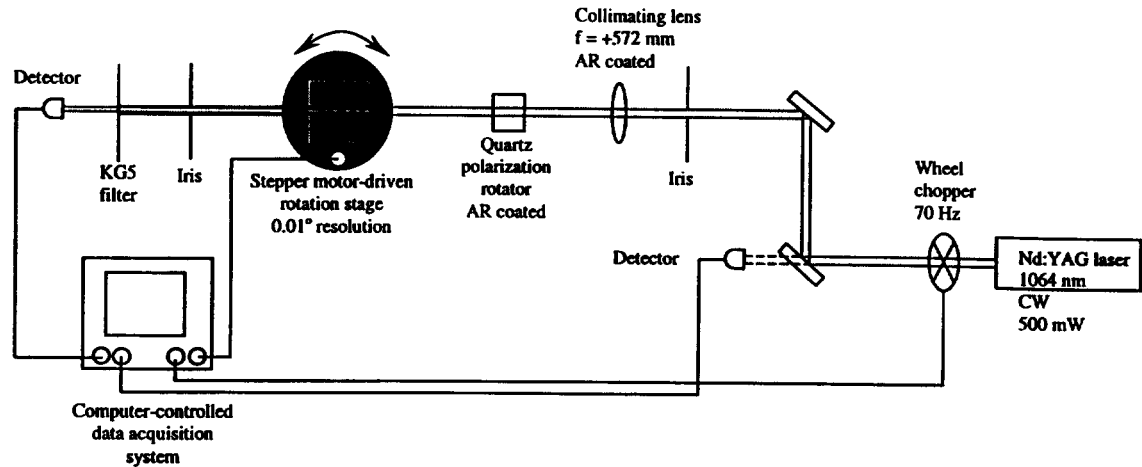 Collimating lens
f = +572 mm
AR coated
Detector
KG5
filter
Iris
Stepper motor-driven
rotation stage
0.01° resolution
Quartz
polarization
rotator
AR coated
Iris
Wheel
chopper
70 Hz
Detector
Nd:YAG laser
1064 nm
CW
500 mW
Computer-controlled
data acquisition
system